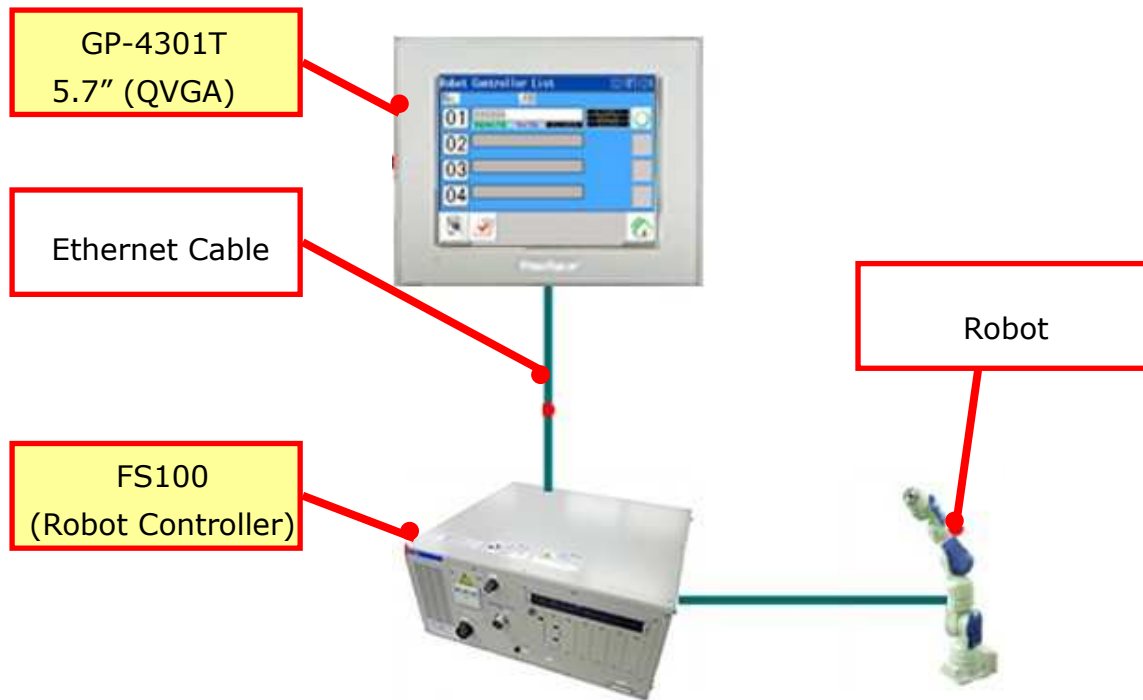 GP-4301T
5.7” (QVGA)
Robot Controller List
01
02
03
04
Ethernet Cable
Robot
FS100
(Robot Controller)